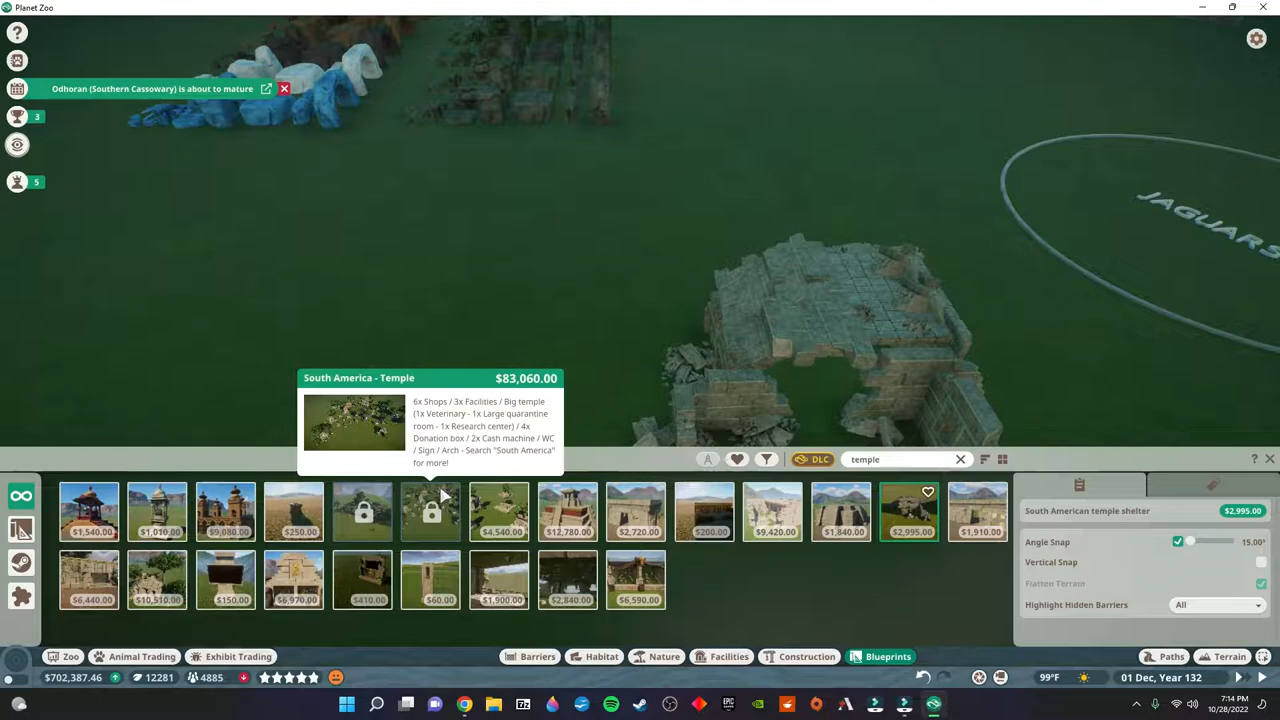 Planet Zoo
?
Odhoran (Southern Cassowary) is about to mature
3
5
JAGUARS
South America - Temple $83,060.00
6x Shops / 3x Facilities / Big temple
(1x Veterinary - 1x Large quarantine
room - 1x Research center) / 4x
Donation box / 2x Cash machine / WC
/ Sign / Arch - Search "South America"
for more!
DLC temple
?
$1,540.00 $1,010.00 $9,080.00 $250.00 $4,540.00 $12,780.00 $2,720.00 $200.00 $9,420.00 $1,840.00 $2,995.00 $1,910.00
$6,440.00 $10,510.00 $150.00 $6,970.00 $410.00 $60.00 $1,900.00 $2,840.00 $6,590.00
South American temple shelter $2,995.00
Angle Snap 15.00°
Vertical Snap
Flatten Terrain
Highlight Hidden Barriers All
Zoo Animal Trading Exhibit Trading Barriers Habitat Nature Facilities Construction Blueprints Paths Terrain
$702,387.46 12281 4885 99°F 01 Dec, Year 132
7:14 PM
10/28/2022